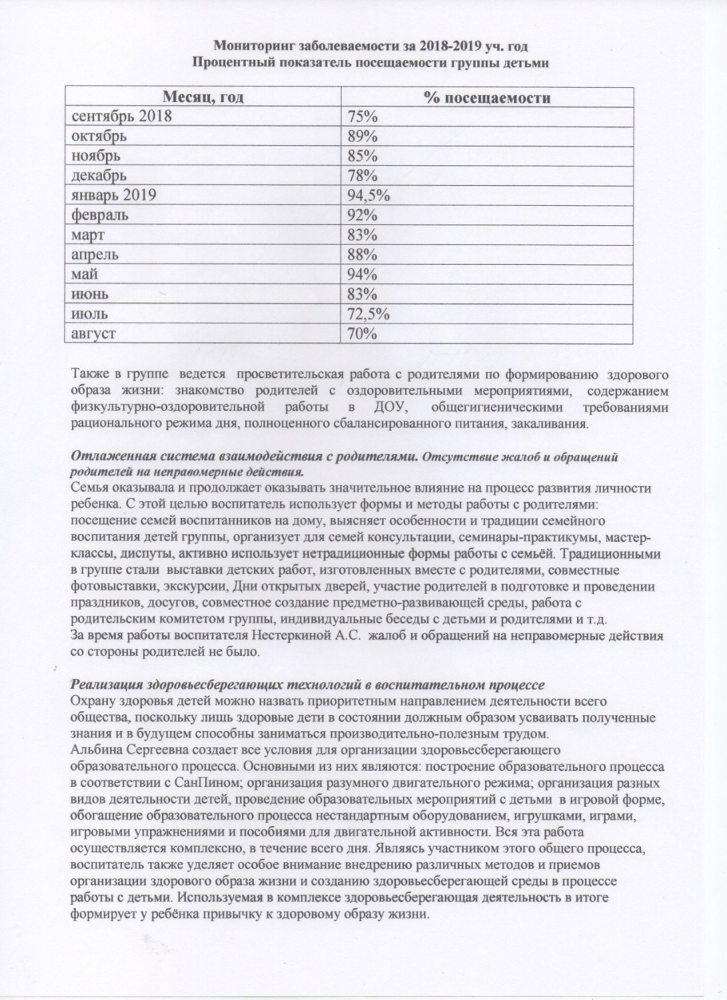 Мониторинг заболеваемости за 2018-2019 уч. год
Процентный показатель посещаемости группы детьми
Месяц, год % посещаемости
сентябрь 2018 75%
октябрь 89%
ноябрь 85%
декабрь 78%
январь 2019 94,5%
февраль 92%
март 83%
апрель 88%
май 94%
июнь 83%
июль 72,5%
август 70%
Также в группе ведется просветительская работа с родителями по формированию здорового
образа жизни: знакомство родителей с оздоровительными мероприятиями, содержанием
физкультурно-оздоровительной работы в ДОУ, общегигиеническими требованиями
рационального режима дня, полноценного сбалансированного питания, закаливания.
Отлаженная система взаимодействия с родителями. Отсутствие жалоб и обращений
родителей на неправомерные действия.
Семья оказывала и продолжает оказывать значительное влияние на процесс развития личности
ребенка. С этой целью воспитатель использует формы и методы работы с родителями:
посещение семей воспитанников на дому, выясняет особенности и традиции семейного
воспитания детей группы, организует для семей консультации, семинары-практикумы, мастер-
классы, диспуты, активно использует нетрадиционные формы работы с семьёй. Традиционными
в группе стали выставки детских работ, изготовленных вместе с родителями, совместные
фотовыставки, экскурсии, Дни открытых дверей, участие родителей в подготовке и проведении
праздников, досугов, совместное создание предметно-развивающей среды, работа с
родительским комитетом группы, индивидуальные беседы с детьми и родителями и т.д.
За время работы воспитателя Нестеркиной А.С. жалоб и обращений на неправомерные действия
со стороны родителей не было.
Реализация здоровьесберегающих технологий в воспитательном процессе
Охрану здоровья детей можно назвать приоритетным направлением деятельности всего
общества, поскольку лишь здоровые дети в состоянии должным образом усваивать полученные
знания и в будущем способны заниматься производительно-полезным трудом.
Альбина Сергеевна создает все условия для организации здоровьесберегающего
образовательного процесса. Основными из них являются: построение образовательного процесса
в соответствии с СанПином; организация разумного двигательного режима; организация разных
видов деятельности детей, проведение образовательных мероприятий с детьми в игровой форме,
обогащение образовательного процесса нестандартным оборудованием, игрушками, играми,
игровыми упражнениями и пособиями для двигательной активности. Вся эта работа
осуществляется комплексно, в течение всего дня. Являясь участником этого общего процесса,
воспитатель также уделяет особое внимание внедрению различных методов и приемов
организации здорового образа жизни и созданию здоровьесберегающей среды в процессе
работы с детьми. Используемая в комплексе здоровьесберегающая деятельность в итоге
формирует у ребёнка привычку к здоровому образу жизни.